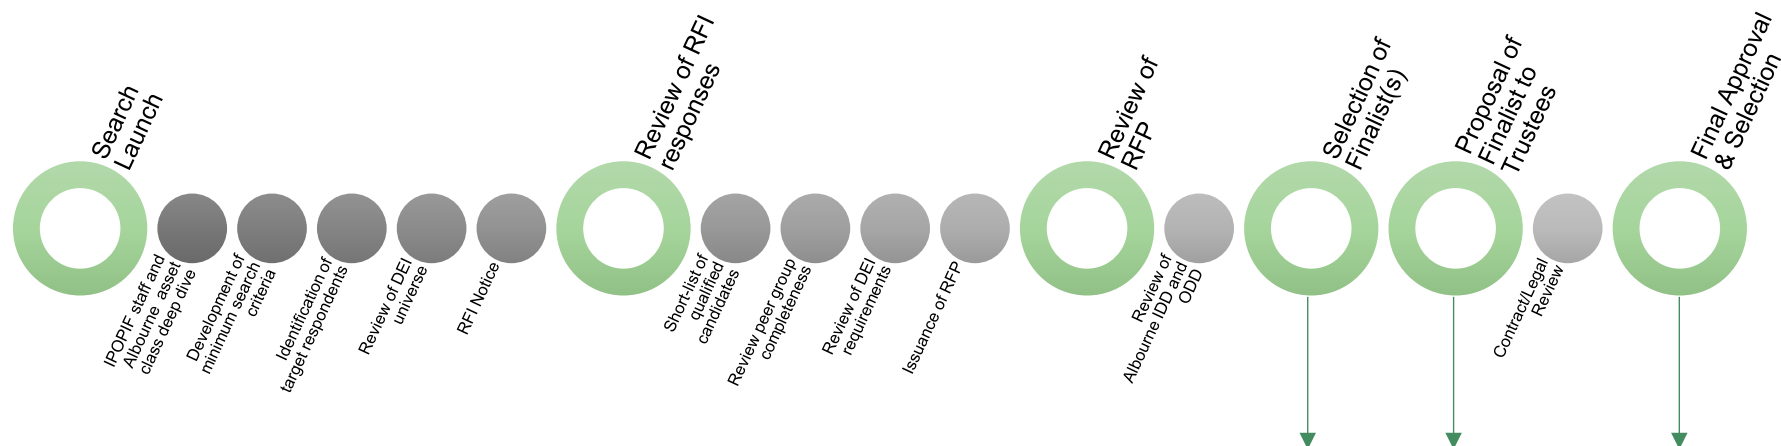 Search
Launch
IPOPIF staff and
Albourne asset
class deep dive
Development of
minimum search
criteria
Identification of
target respondents
Review of DEI
universe
RFI Notice
Review of RFI
responses
Short-list of
qualified
candidates
Review peer group
completeness
Review of DEI
requirements
Issuance of RFP
Review of
RFP
Review of
Albourne IDD and
ODD
Selection of
Finalist(s)
Proposal of
Finalist to
Trustees
Contract/Legal
Review
Final Approval
& Selection